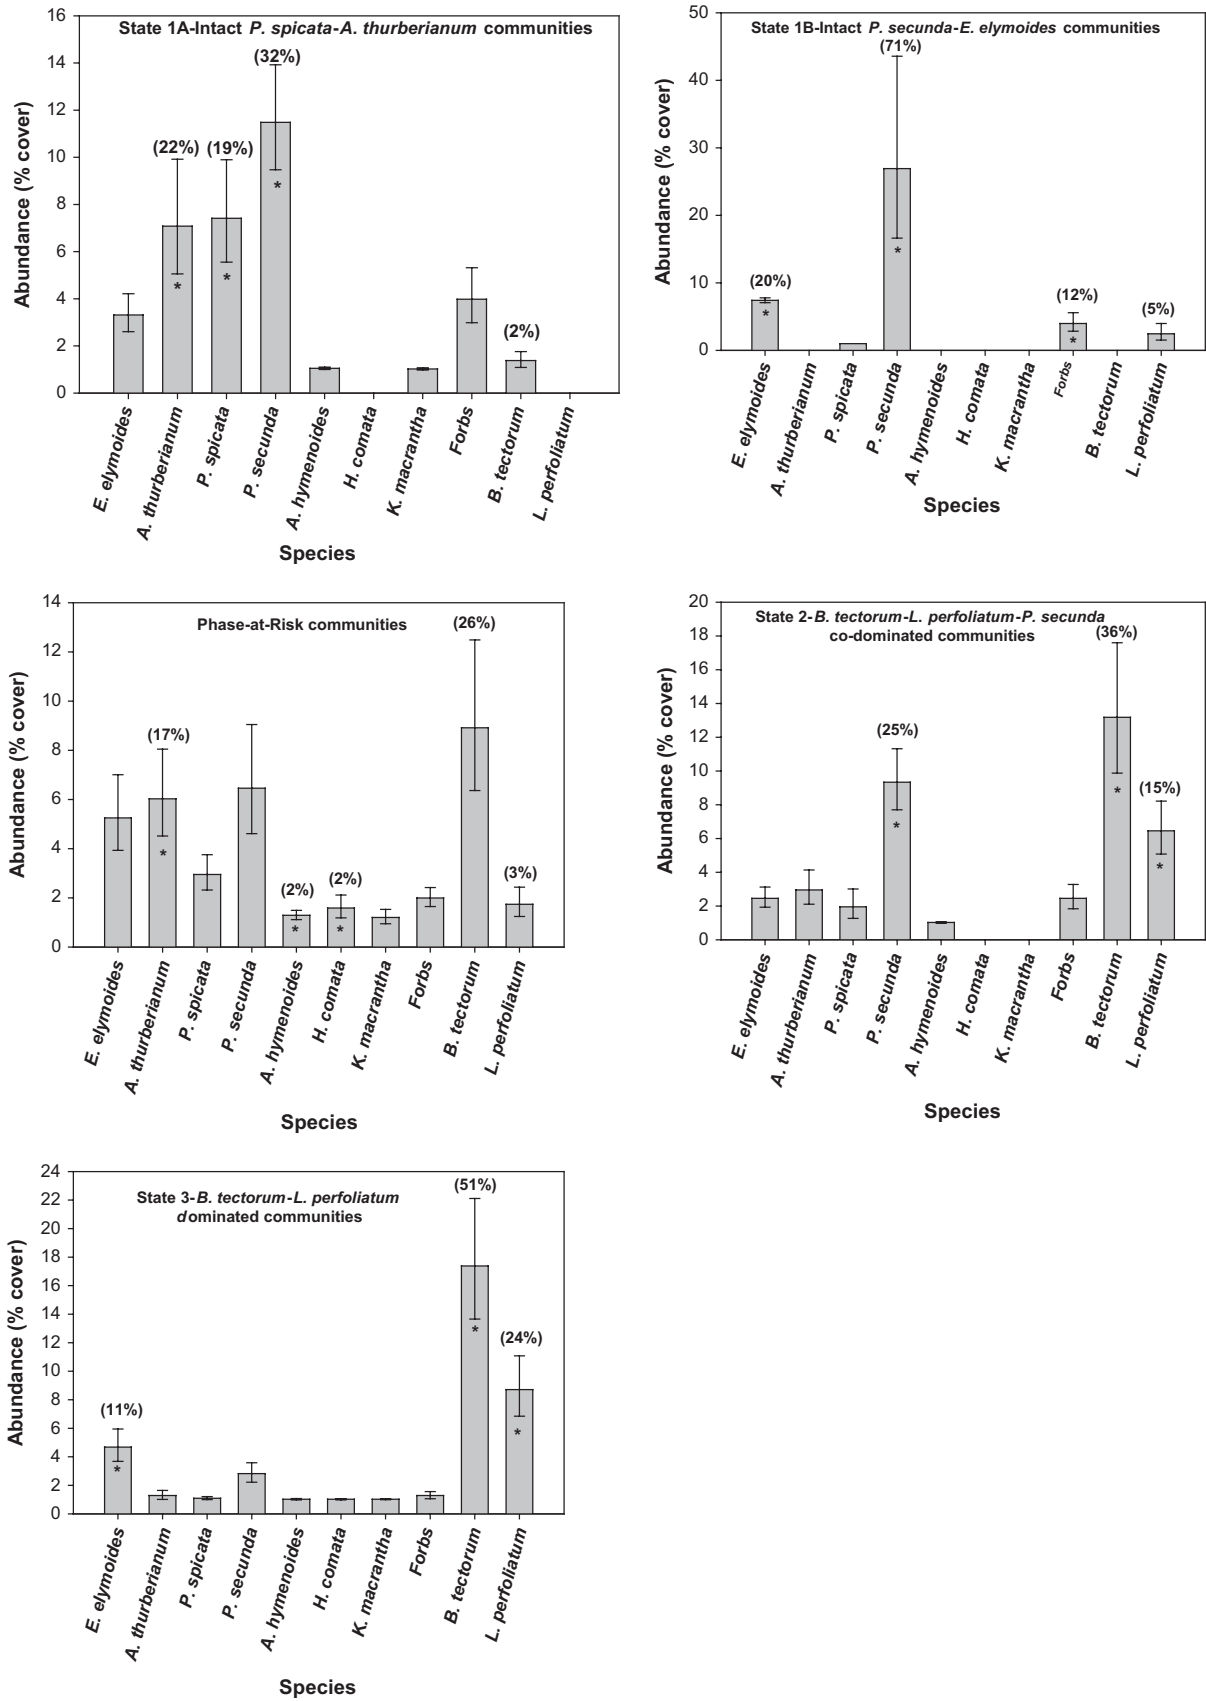 State 1A-Intact P. spicata-A. thurberianum communities
Abundance (% cover)
16
14
12
10
8
6
4
2
0
(22%)
(19%)
(32%)
(2%)
*
*
*
E. elymoides
A. thurberianum
P. spicata
P. secunda
A. hymenoides
H. comata
K. macrantha
Forbs
B. tectorum
L. perfoliatum
Species
State 1B-Intact P. secunda-E. elymoides communities
Abundance (% cover)
50
40
30
20
10
0
(20%)
(71%)
(12%)
(5%)
*
*
*
E. elymoides
A. thurberianum
P. spicata
P. secunda
A. hymenoides
H. comata
K. macrantha
Forbs
B. tectorum
L. perfoliatum
Species
Phase-at-Risk communities
Abundance (% cover)
14
12
10
8
6
4
2
0
(17%)
(2%)
(2%)
(26%)
(3%)
*
*
*
E. elymoides
A. thurberianum
P. spicata
P. secunda
A. hymenoides
H. comata
K. macrantha
Forbs
B. tectorum
L. perfoliatum
Species
State 2-B. tectorum-L. perfoliatum-P. secunda
co-dominated communities
Abundance (% cover)
20
18
16
14
12
10
8
6
4
2
0
(25%)
(36%)
(15%)
*
*
*
E. elymoides
A. thurberianum
P. spicata
P. secunda
A. hymenoides
H. comata
K. macrantha
Forbs
B. tectorum
L. perfoliatum
Species
State 3-B. tectorum-L. perfoliatum
dominated communities
Abundance (% cover)
24
22
20
18
16
14
12
10
8
6
4
2
0
(11%)
(51%)
(24%)
*
*
*
E. elymoides
A. thurberianum
P. spicata
P. secunda
A. hymenoides
H. comata
K. macrantha
Forbs
B. tectorum
L. perfoliatum
Species